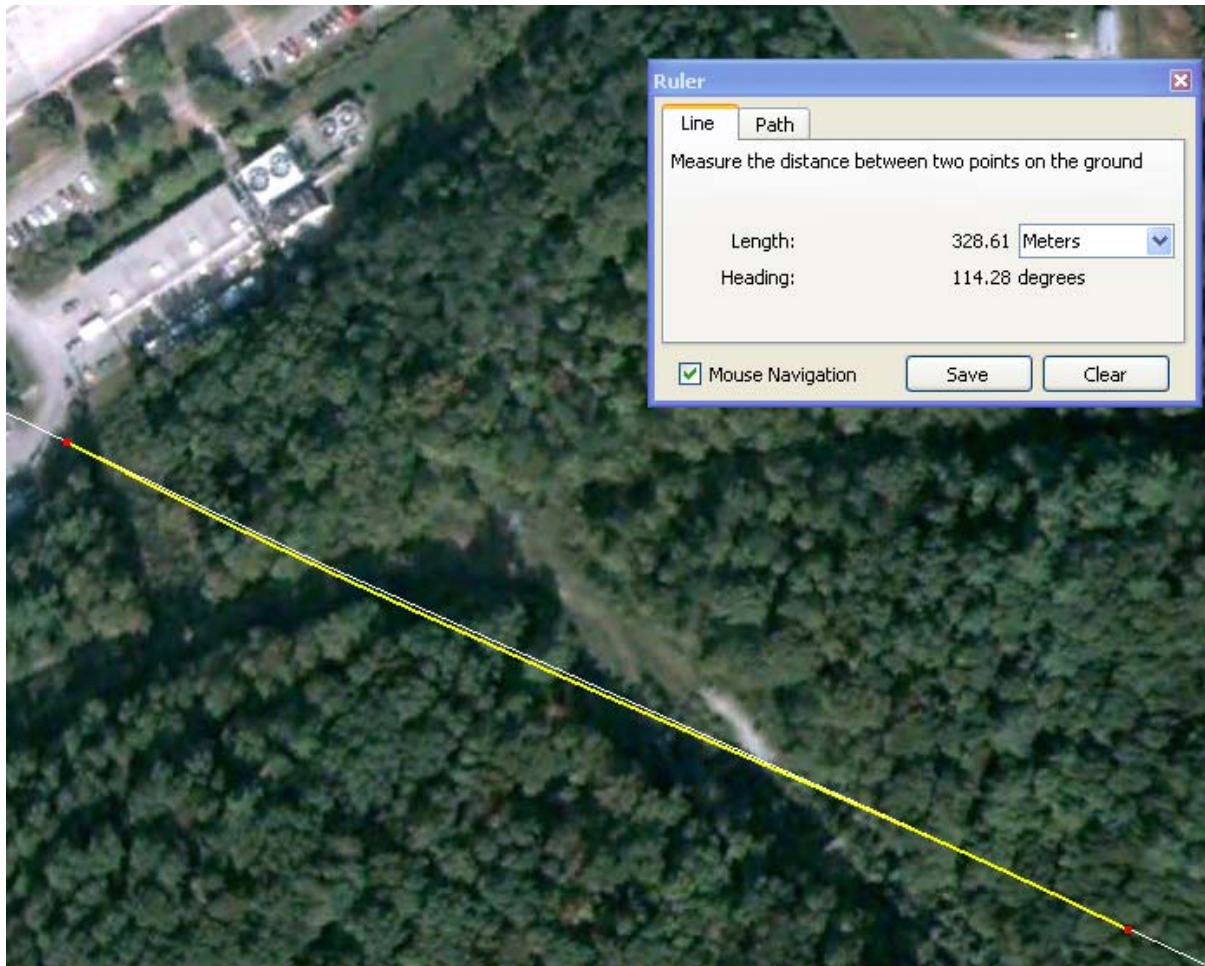 Ruler
Line Path
Measure the distance between two points on the ground
Length: 328.61 Meters
Heading: 114.28 degrees
Mouse Navigation Save Clear